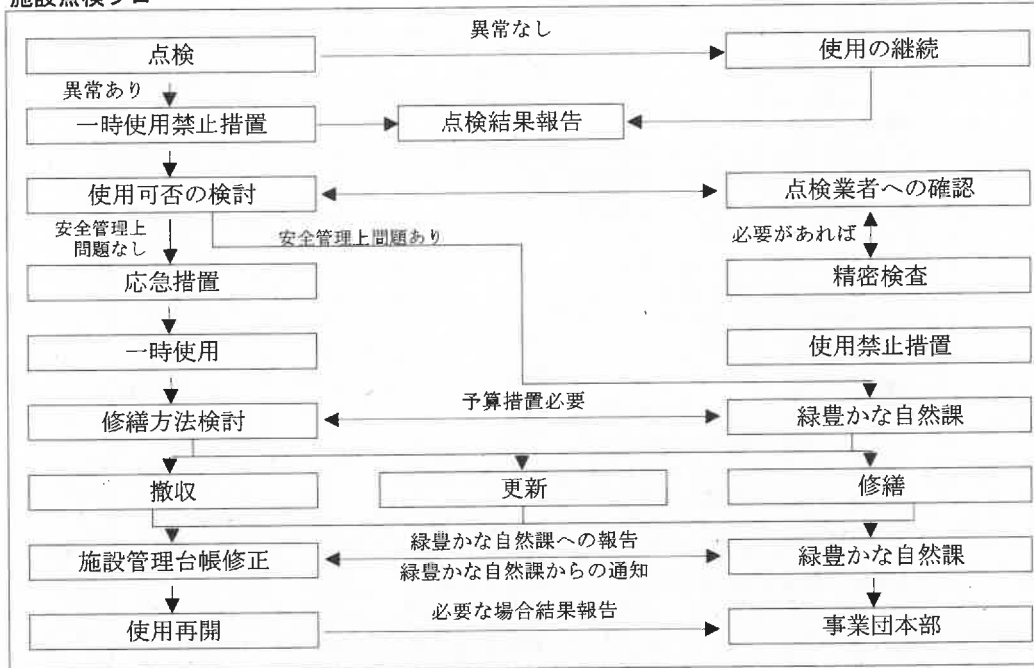 施設点検フロー
異常なし
点検
使用の継続
異常あり
一時使用禁止措置
点検結果報告
使用可否の検討
点検業者への確認
安全管理上
問題なし
安全管理上問題あり
必要があれば
応急措置
精密検査
一時使用
使用禁止措置
予算措置必要
修繕方法検討
緑豊かな自然課
撤収
更新
修繕
緑豊かな自然課への報告
施設管理台帳修正
緑豊かな自然課
緑豊かな自然課からの通知
必要な場合結果報告
使用再開
事業団本部